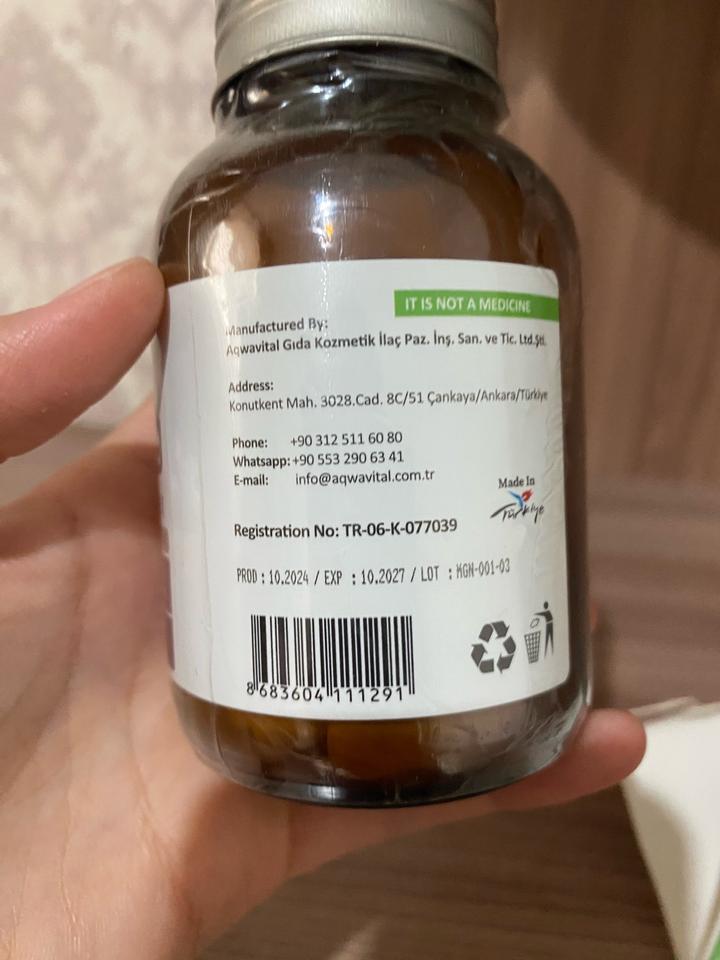 IT IS NOT A MEDICINE
Manufactured By:
Aqwavital Gıda Kozmetik İlaç Paz. İnş. San. ve Tic. Ltd.Şti.
Address:
Konutkent Mah. 3028.Cad. 8C/51 Çankaya/Ankara/Türkiye
Phone: +90 312 511 60 80
Whatsapp: +90 553 290 63 41
E-mail: info@aqwavital.com.tr
Made In
Türkiye
Registration No: TR-06-K-077039
PROD : 10.2024 / EXP : 10.2027 / LOT : MGN-001-03
8 683604 111291